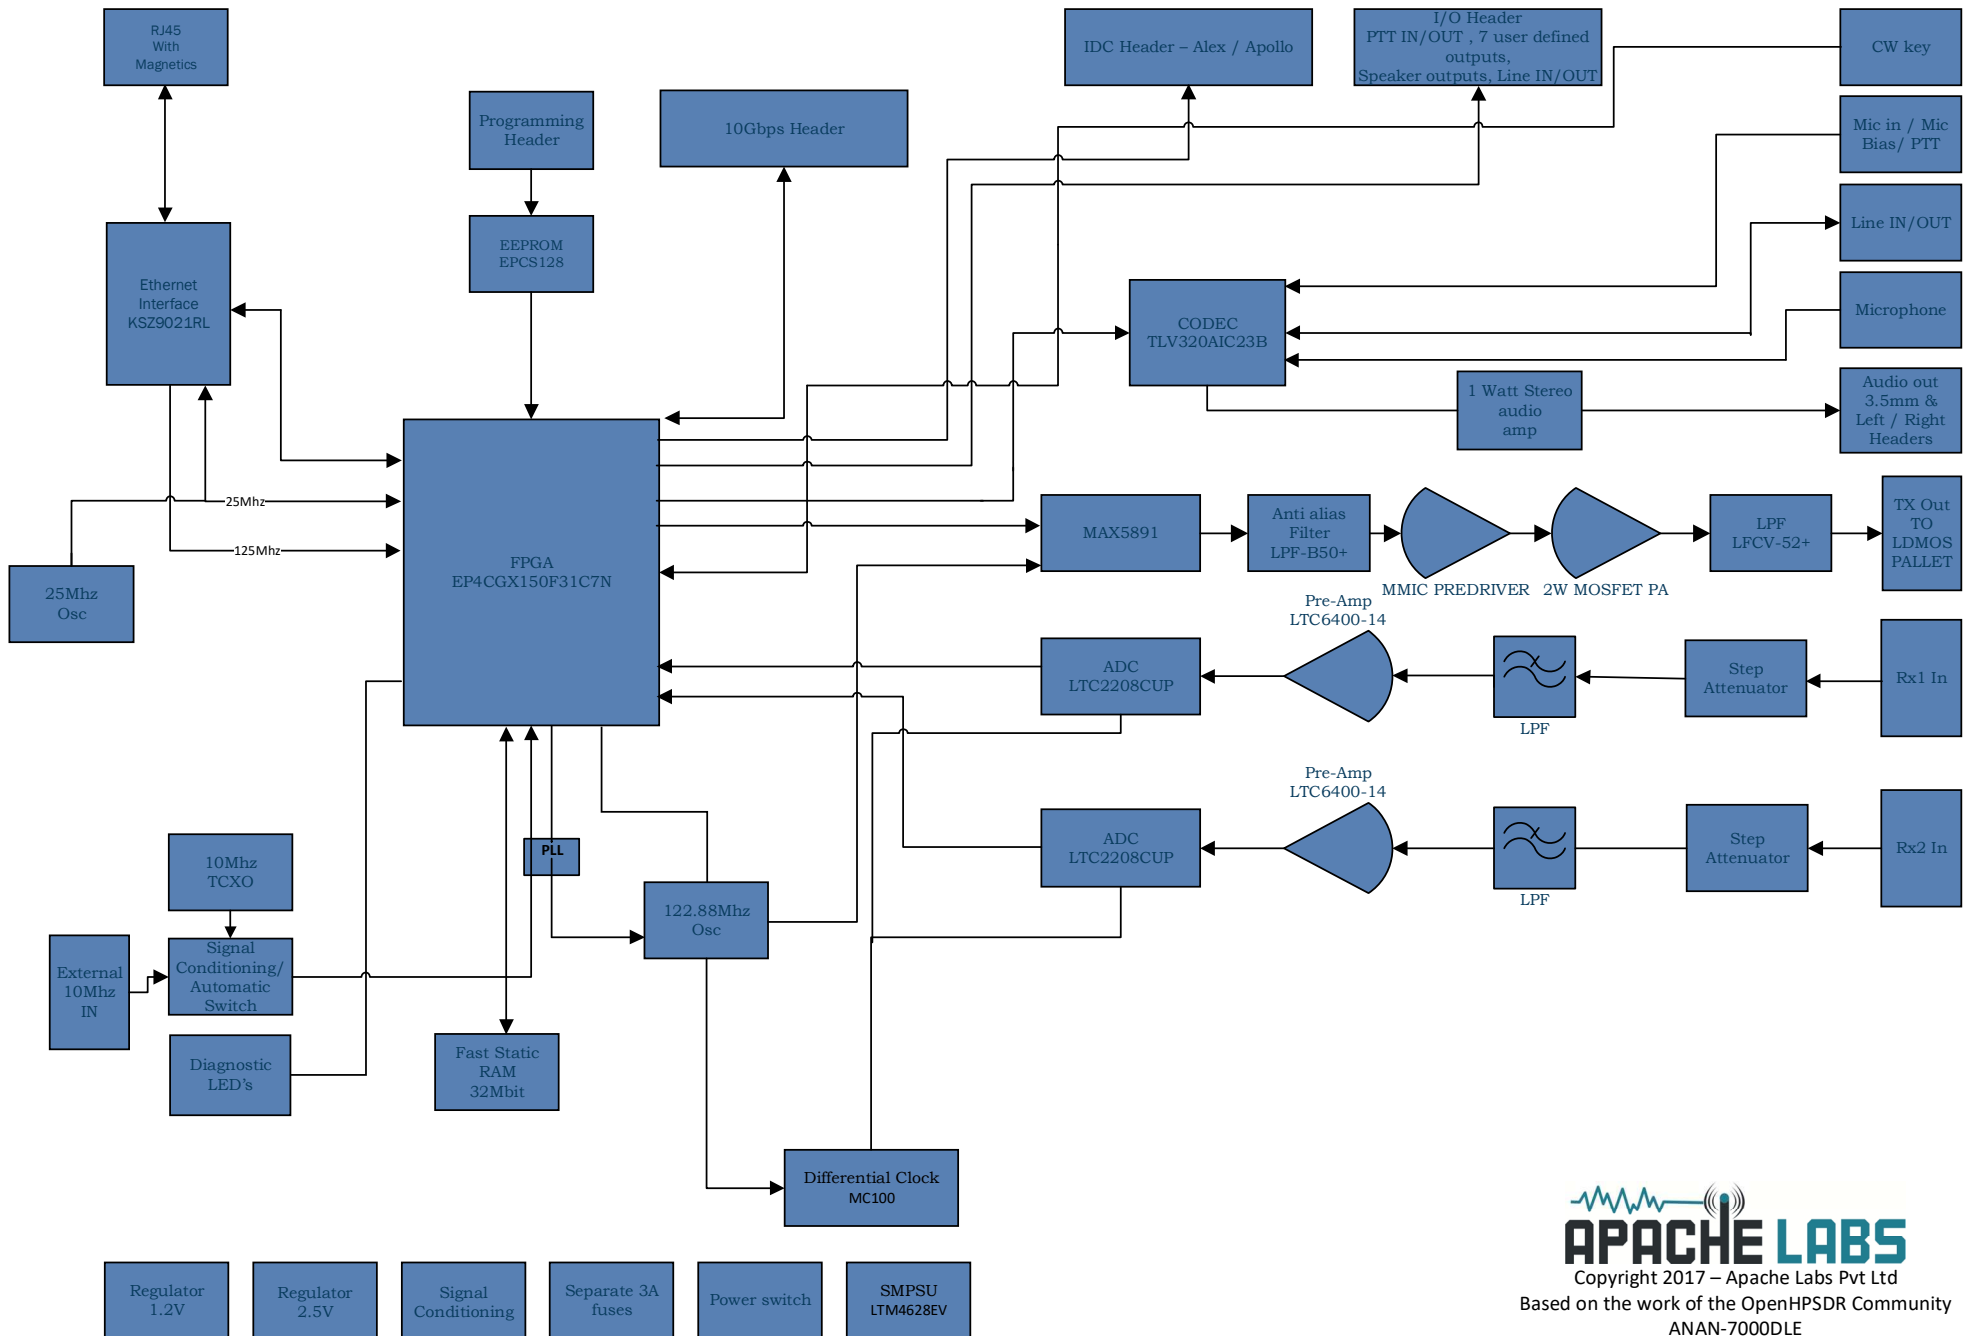 RJ45
With
Magnetics
IDC Header – Alex / Apollo
I/O Header
PTT IN/OUT , 7 user defined
outputs,
Speaker outputs, Line IN/OUT
CW key
Programming
Header
10Gbps Header
Mic in / Mic
Bias/ PTT
EEPROM
EPCS128
Line IN/OUT
Ethernet
Interface
KSZ9021RL
CODEC
TLV320AIC23B
Microphone
1 Watt Stereo
audio
amp
Audio out
3.5mm &
Left / Right
Headers
25Mhz
125Mhz
FPGA
EP4CGX150F31C7N
MAX5891
Anti alias
Filter
LPF-B50+
MMIC PREDRIVER
2W MOSFET PA
LPF
LFCV-52+
TX Out
TO
LDMOS
PALLET
25Mhz
Osc
Pre-Amp
LTC6400-14
ADC
LTC2208CUP
LPF
Step
Attenuator
Rx1 In
Pre-Amp
LTC6400-14
ADC
LTC2208CUP
LPF
Step
Attenuator
Rx2 In
PLL
10Mhz
TCXO
122.88Mhz
Osc
External
10Mhz
IN
Signal
Conditioning/
Automatic
Switch
Diagnostic
LED's
Fast Static
RAM
32Mbit
Differential Clock
MC100
Regulator
1.2V
Regulator
2.5V
Signal
Conditioning
Separate 3A
fuses
Power switch
SMPSU
LTM4628EV
APACHE LABS
Copyright 2017 – Apache Labs Pvt Ltd
Based on the work of the OpenHPSDR Community
ANAN-7000DLE